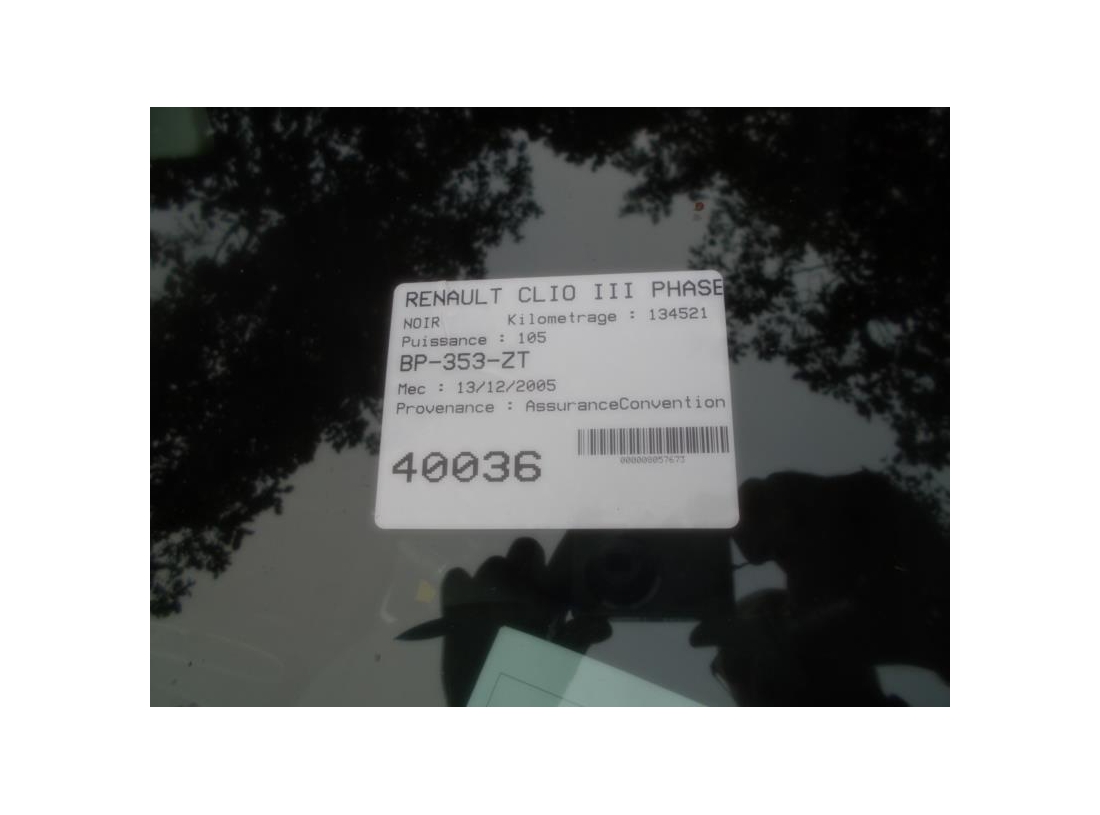 RENAULT CLIO III PHASE
NOIR Kilometrage : 134521
Puissance : 105
BP-353-ZT
Mec : 13/12/2005
Provenance : AssuranceConvention
40036